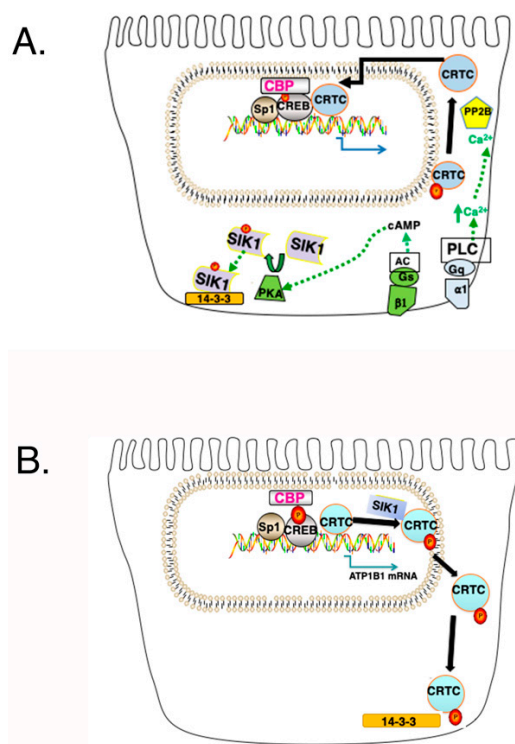 A.
CRTC
CBP
CRTC
Sp1
CREB
P
PP2B
Ca2+
CRTC
P
Ca2+
P
SIK1
SIK1
cAMP
PLC
P
SIK1
AC
Gq
Gs
14-3-3
PKA
β1
α1
B.
CBP
SIK1
P
Sp1
CREB
CRTC
CRTC
P
ATP1B1 mRNA
CRTC
P
CRTC
14-3-3
P